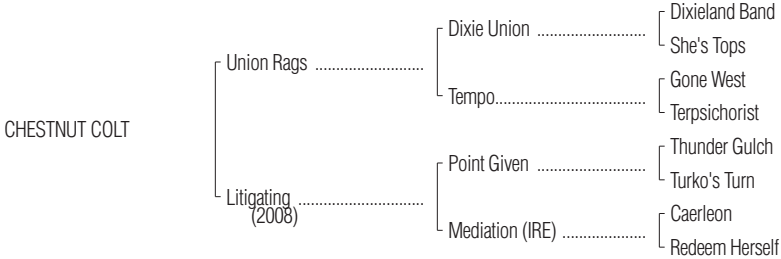 Dixieland Band
Dixie Union ............................
She's Tops
Union Rags ............................
Gone West
Tempo.......................................
Terpsichorist
CHESTNUT COLT
Thunder Gulch
Point Given ............................
Turko's Turn
Litigating ................................
(2008)
Caerleon
Mediation (IRE) .....................
Redeem Herself